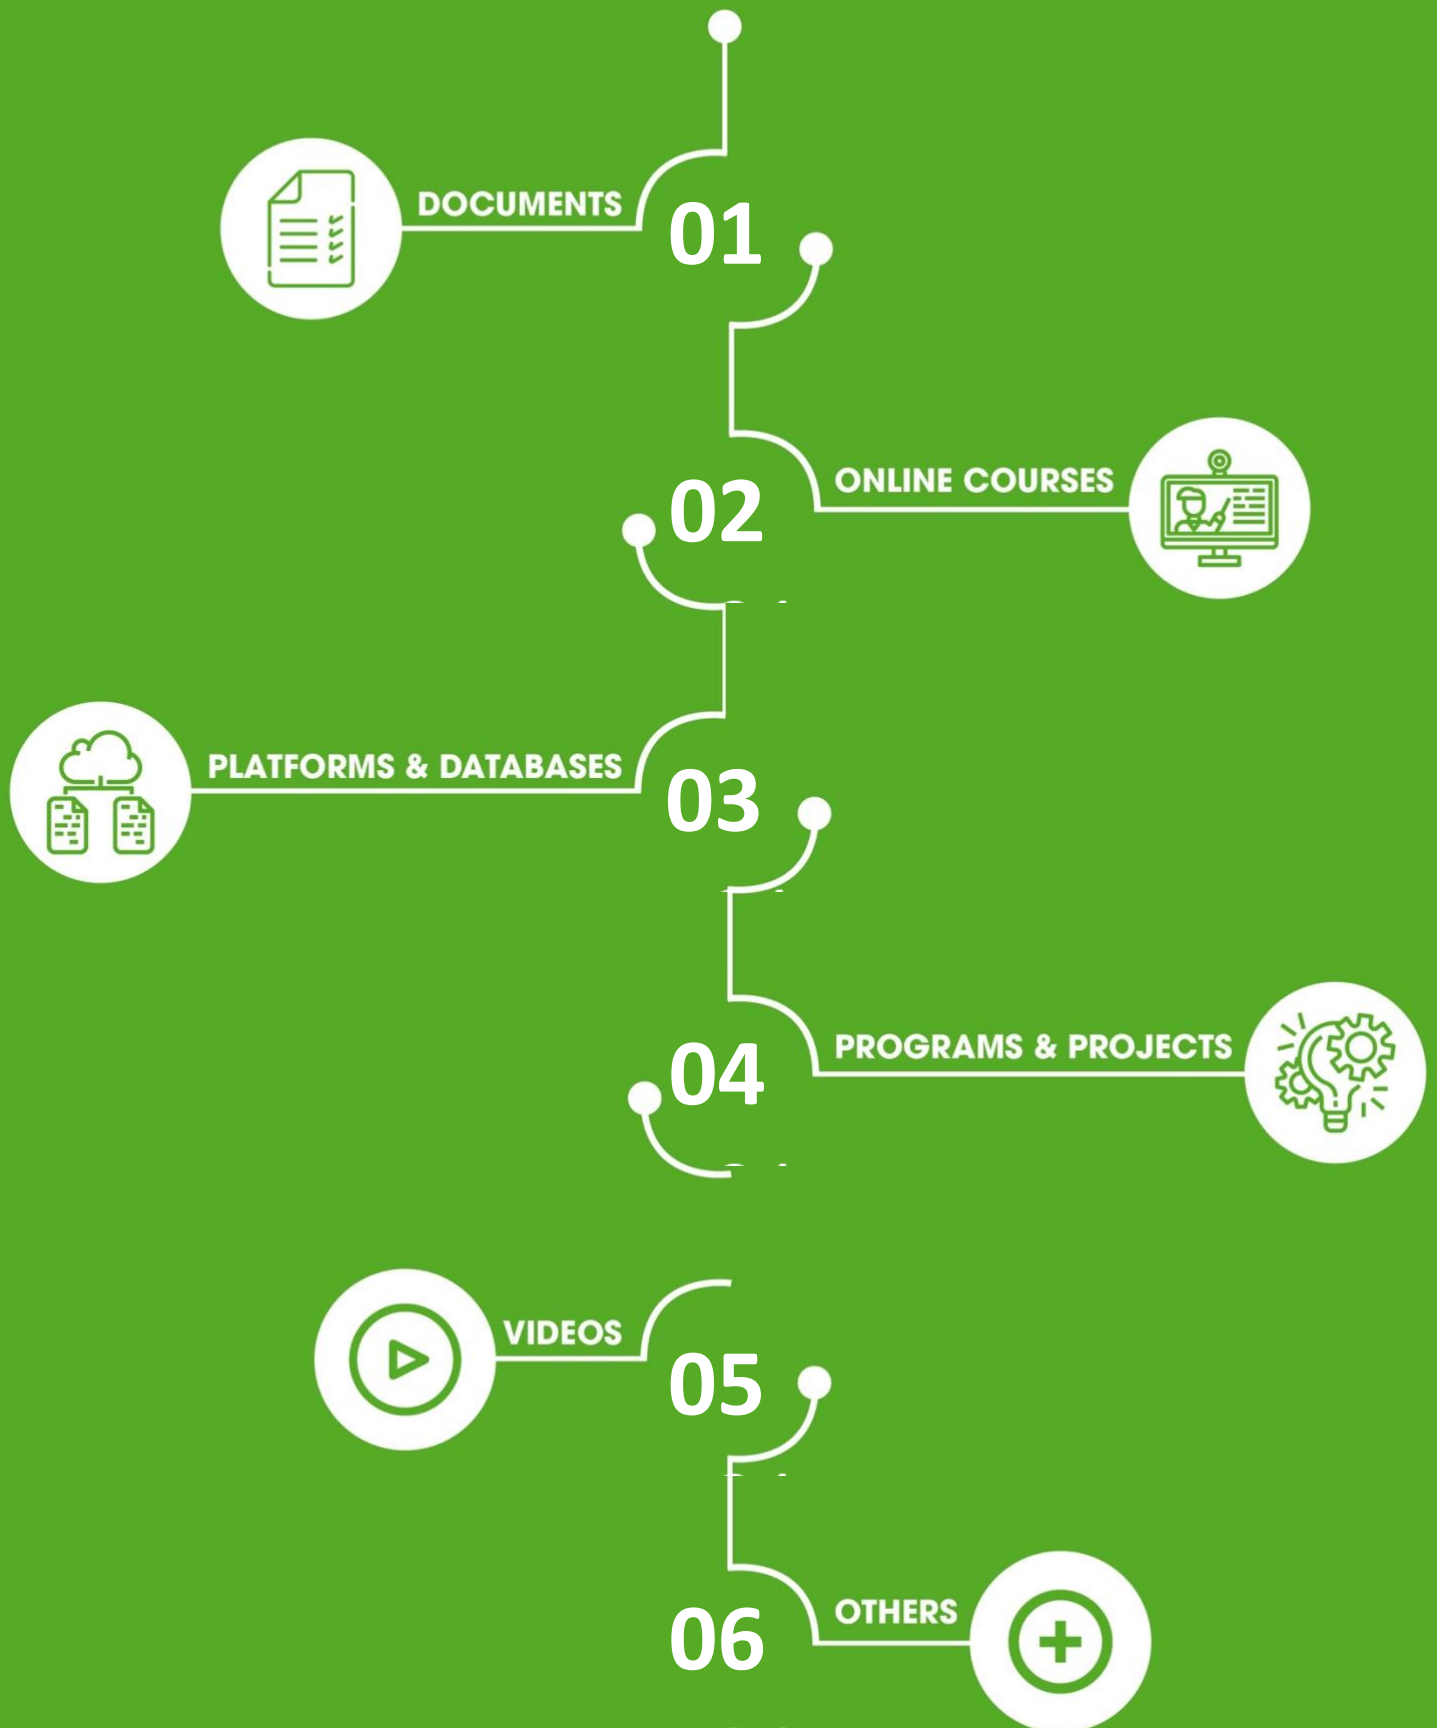 DOCUMENTS
01
ONLINE COURSES
02
PLATFORMS & DATABASES
03
PROGRAMS & PROJECTS
04
VIDEOS
05
OTHERS
06